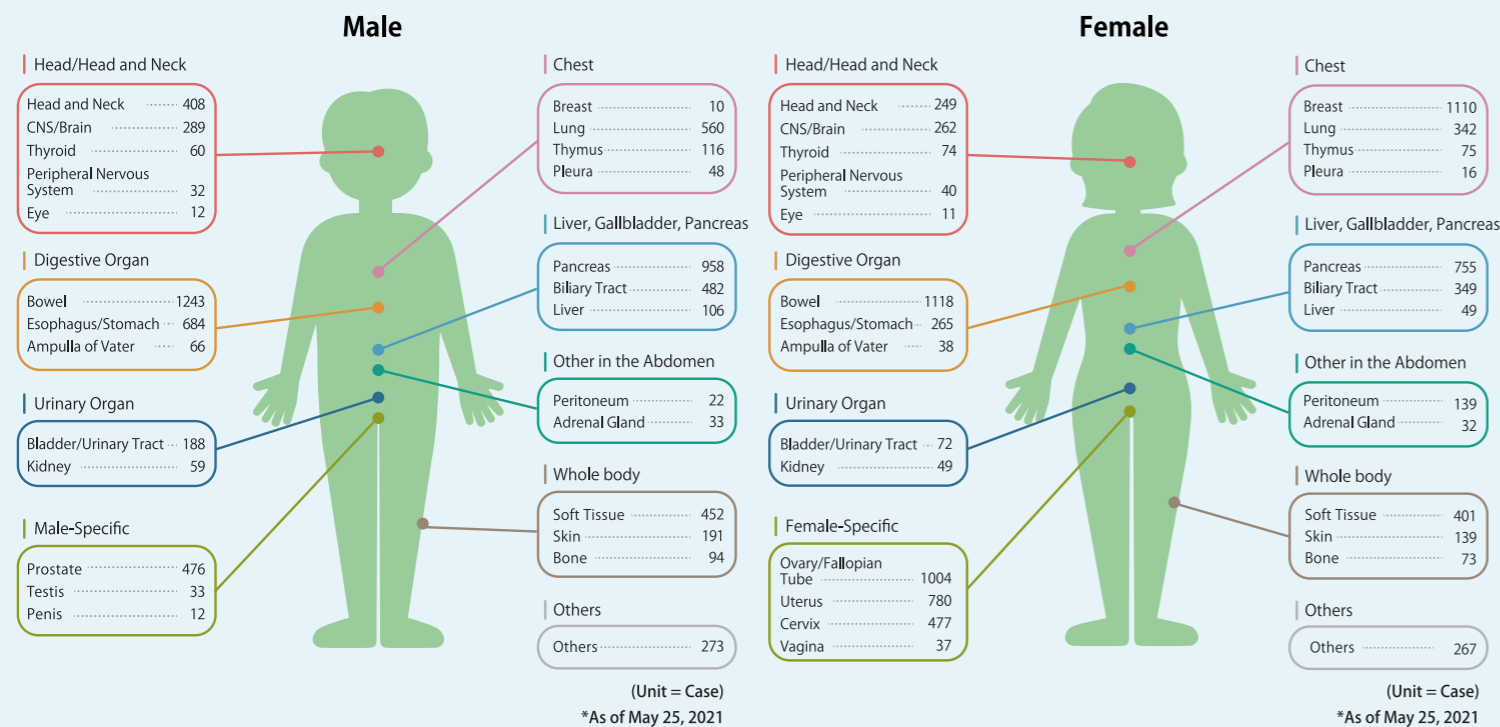 Male
Head/Head and Neck
Head and Neck 408
CNS/Brain 289
Thyroid 60
Peripheral Nervous
System 32
Eye 12
Digestive Organ
Bowel 1243
Esophagus/Stomach 684
Ampulla of Vater 66
Urinary Organ
Bladder/Urinary Tract 188
Kidney 59
Male-Specific
Prostate 476
Testis 33
Penis 12
Chest
Breast 10
Lung 560
Thymus 116
Pleura 48
Liver, Gallbladder, Pancreas
Pancreas 958
Biliary Tract 482
Liver 106
Other in the Abdomen
Peritoneum 22
Adrenal Gland 33
Whole body
Soft Tissue 452
Skin 191
Bone 94
Others
Others 273
(Unit = Case)
*As of May 25, 2021
Female
Head/Head and Neck
Head and Neck 249
CNS/Brain 262
Thyroid 74
Peripheral Nervous
System 40
Eye 11
Digestive Organ
Bowel 1118
Esophagus/Stomach 265
Ampulla of Vater 38
Urinary Organ
Bladder/Urinary Tract 72
Kidney 49
Female-Specific
Ovary/Fallopian
Tube 1004
Uterus 780
Cervix 477
Vagina 37
Chest
Breast 1110
Lung 342
Thymus 75
Pleura 16
Liver, Gallbladder, Pancreas
Pancreas 755
Biliary Tract 349
Liver 49
Other in the Abdomen
Peritoneum 139
Adrenal Gland 32
Whole body
Soft Tissue 401
Skin 139
Bone 73
Others
Others 267
(Unit = Case)
*As of May 25, 2021